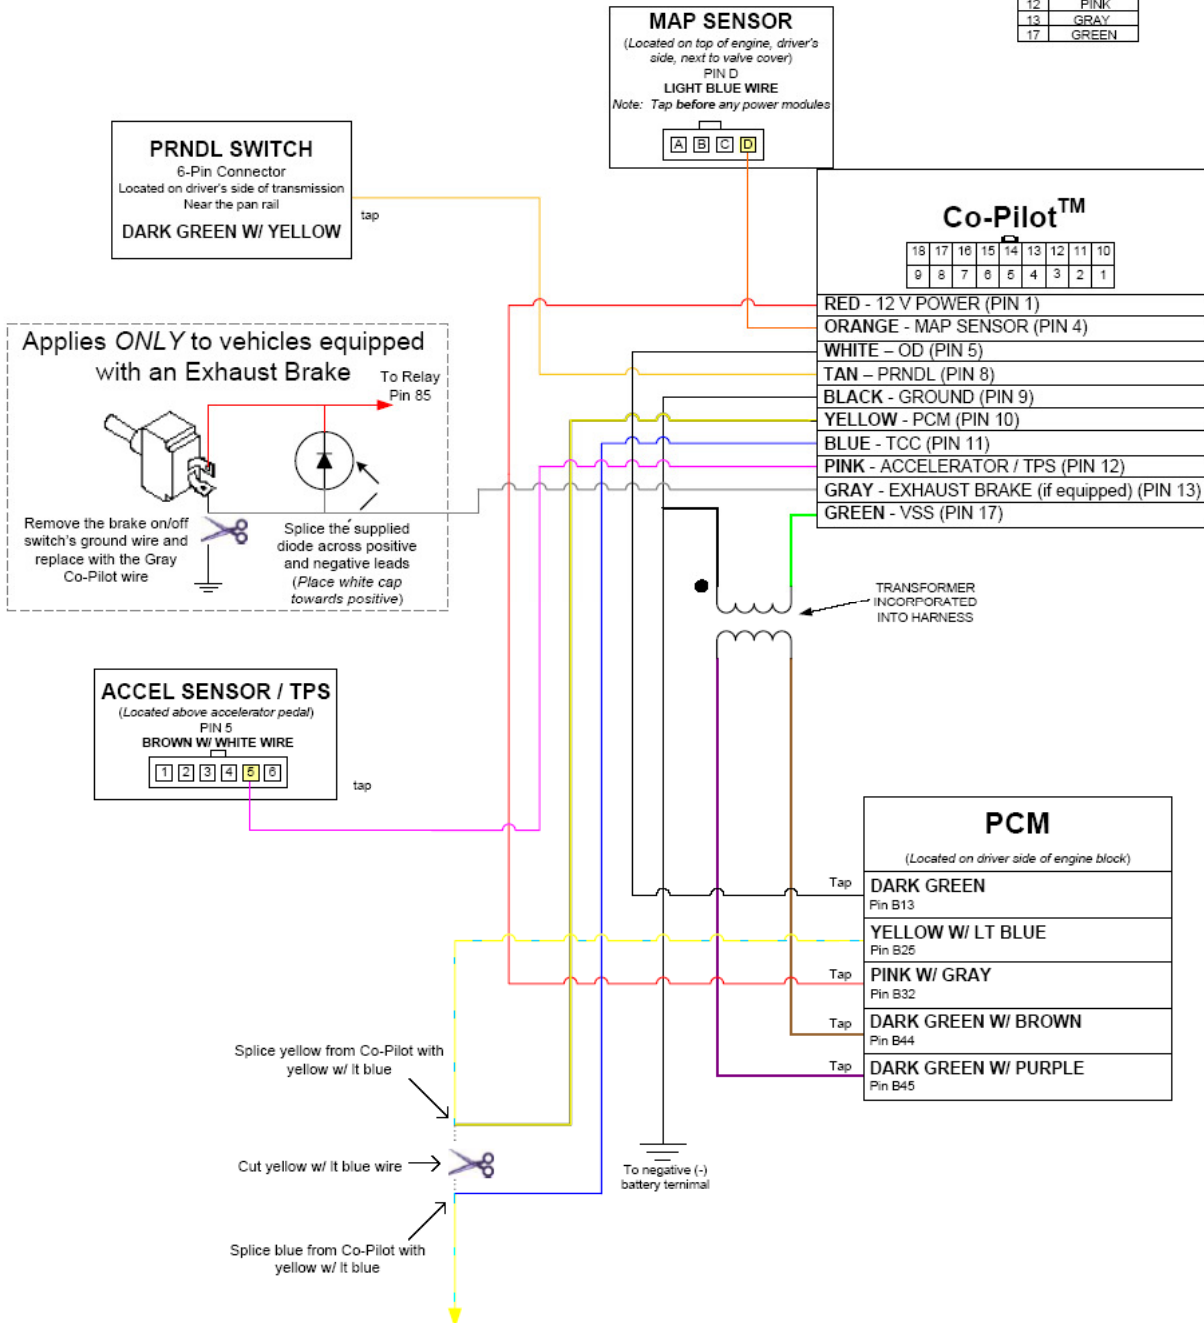 12 PINK
13 GRAY
17 GREEN
MAP SENSOR
(Located on top of engine, driver's
side, next to valve cover)
PIN D
LIGHT BLUE WIRE
Note: Tap before any power modules
A B C D
PRNDL SWITCH
6-Pin Connector
Located on driver's side of transmission
Near the pan rail
DARK GREEN W/ YELLOW
tap
Co-Pilot™
18 17 16 15 14 13 12 11 10
9 8 7 6 5 4 3 2 1
RED - 12 V POWER (PIN 1)
ORANGE - MAP SENSOR (PIN 4)
WHITE – OD (PIN 5)
TAN – PRNDL (PIN 8)
BLACK - GROUND (PIN 9)
YELLOW - PCM (PIN 10)
BLUE - TCC (PIN 11)
PINK - ACCELERATOR / TPS (PIN 12)
GRAY - EXHAUST BRAKE (if equipped) (PIN 13)
GREEN - VSS (PIN 17)
Applies ONLY to vehicles equipped
with an Exhaust Brake
To Relay
Pin 85
Remove the brake on/off
switch's ground wire and
replace with the Gray
Co-Pilot wire
Splice the supplied
diode across positive
and negative leads
(Place white cap
towards positive)
TRANSFORMER
INCORPORATED
INTO HARNESS
ACCEL SENSOR / TPS
(Located above accelerator pedal)
PIN 5
BROWN W/ WHITE WIRE
1 2 3 4 5 6
tap
PCM
(Located on driver side of engine block)
Tap
DARK GREEN
Pin B13
YELLOW W/ LT BLUE
Pin B25
Tap
PINK W/ GRAY
Pin B32
Tap
DARK GREEN W/ BROWN
Pin B44
Tap
DARK GREEN W/ PURPLE
Pin B45
Splice yellow from Co-Pilot with
yellow w/ lt blue
Cut yellow w/ lt blue wire
Splice blue from Co-Pilot with
yellow w/ lt blue
To negative (-)
battery ternimal